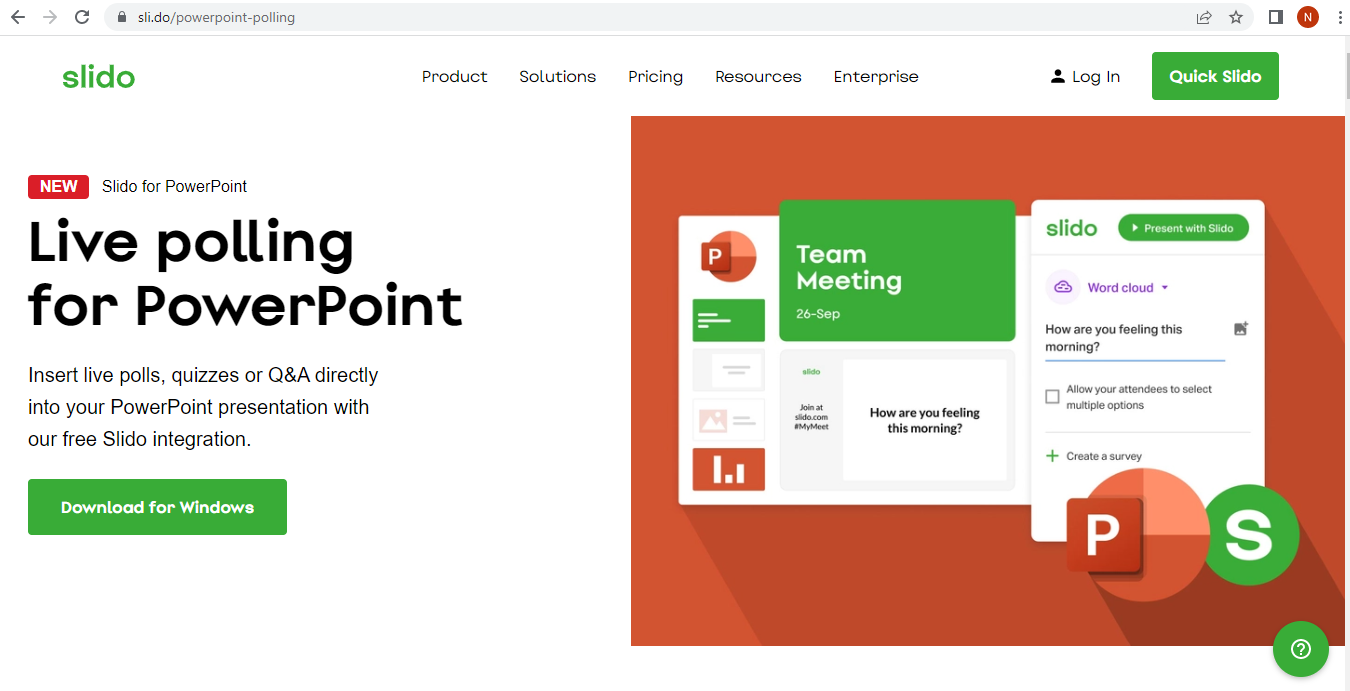 sli.do/powerpoint-polling
N
slido
Product Solutions Pricing Resources Enterprise
Log In
Quick Slido
NEW Slido for PowerPoint
Live polling
for PowerPoint
Insert live polls, quizzes or Q&A directly
into your PowerPoint presentation with
our free Slido integration.
Download for Windows
P
Team
Meeting
26-Sep
slido
Join at
slido.com
#MyMeet
How are you feeling
this morning?
slido
Present with Slido
Word cloud
How are you feeling this
morning?
Allow your attendees to select
multiple options
+ Create a survey
P
S
?